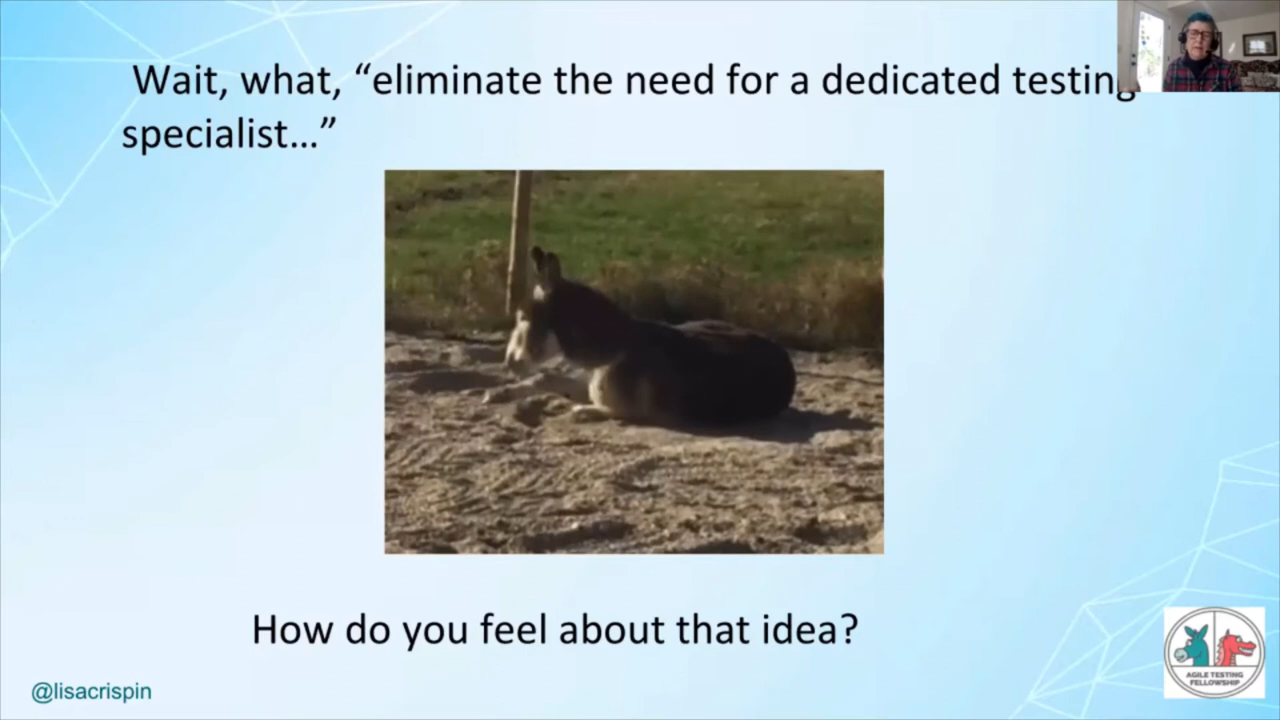 Wait, what, “eliminate the need for a dedicated testing
specialist…”
How do you feel about that idea?
@lisacrispin
AGILE TESTING
FELLOWSHIP